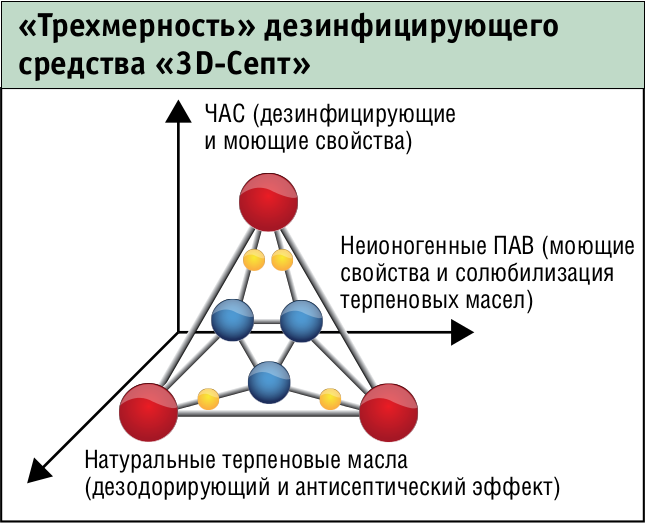 «Трехмерность» дезинфицирующего
средства «3D-Септ»
ЧАС (дезинфицирующие
и моющие свойства)
Неионогенные ПАВ (моющие
свойства и солюбилизация
терпеновых масел)
Натуральные терпеновые масла
(дезодорирующий и антисептический эффект)